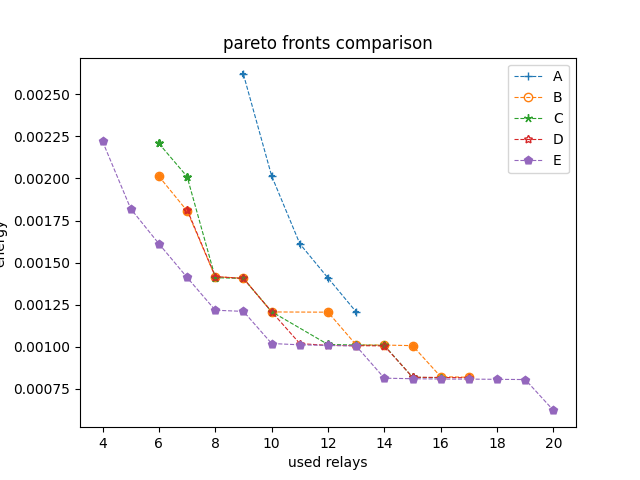 pareto fronts comparison
A
B
C
D
E
0.00250
0.00225
0.00200
0.00175
0.00150
0.00125
0.00100
0.00075
energy
4 6 8 10 12 14 16 18 20
used relays